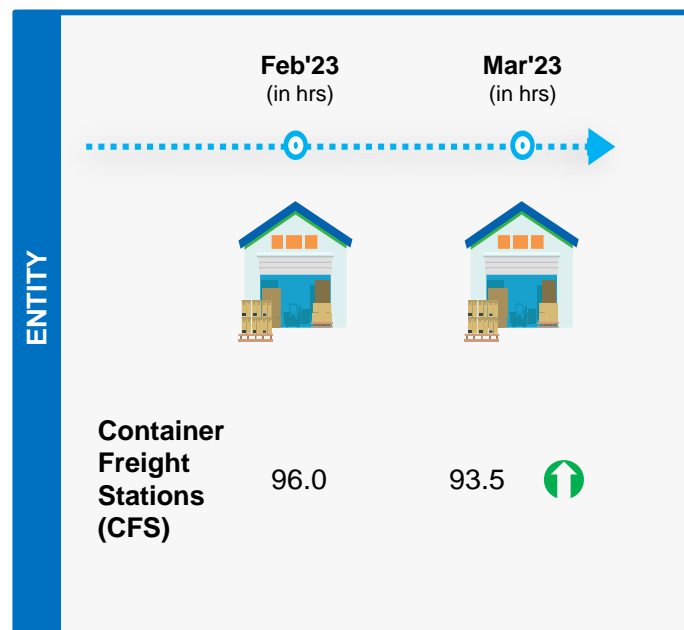 Feb'23
(in hrs)
Mar'23
(in hrs)
ENTITY
Container
Freight
Stations
(CFS)
96.0
93.5